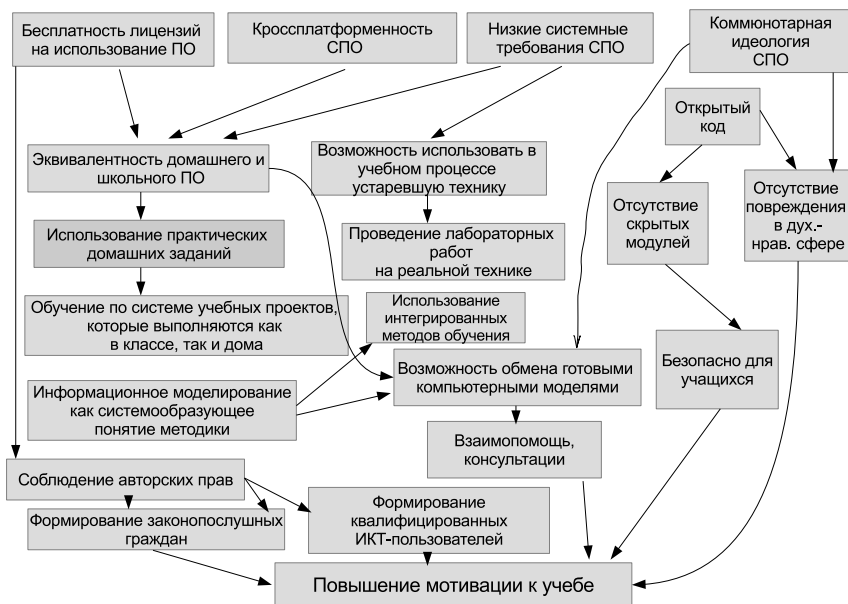 Бесплатность лицензий
на использование ПО
Кроссплатформенность
СПО
Низкие системные
требования СПО
Коммюнотарная
идеология
СПО
Открытый
код
Эквивалентность домашнего и
школьного ПО
Возможность использовать в
учебном процессе
устаревшую технику
Отсутствие
скрытых
модулей
Отсутствие
повреждения
в дух.-
нрав. сфере
Использование практических
домашних заданий
Проведение лабораторных
работ
на реальной технике
Обучение по системе учебных проектов,
которые выполняются как
в классе, так и дома
Использование
интегрированных
методов обучения
Безопасно для
учащихся
Возможность обмена готовыми
компьютерными моделями
Информационное моделирование
как системообразующее
понятие методики
Взаимопомощь,
консультации
Соблюдение авторских прав
Формирование законопослушных
граждан
Формирование
квалифицированных
ИКТ-пользователей
Повышение мотивации к учебе